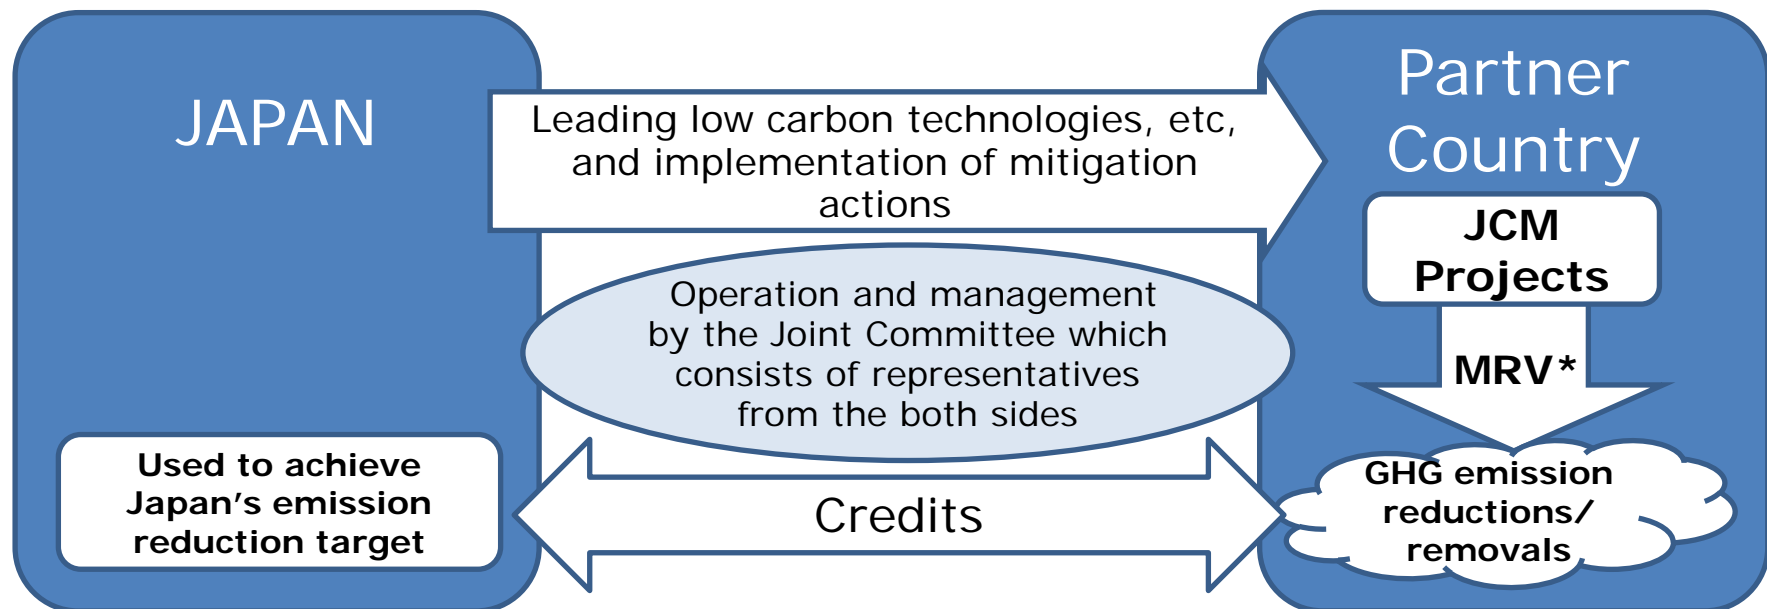 JAPAN
Leading low carbon technologies, etc,
and implementation of mitigation
actions
Partner
Country
JCM
Projects
Operation and management
by the Joint Committee which
consists of representatives
from the both sides
MRV*
Used to achieve
Japan's emission
reduction target
Credits
GHG emission
reductions/
removals